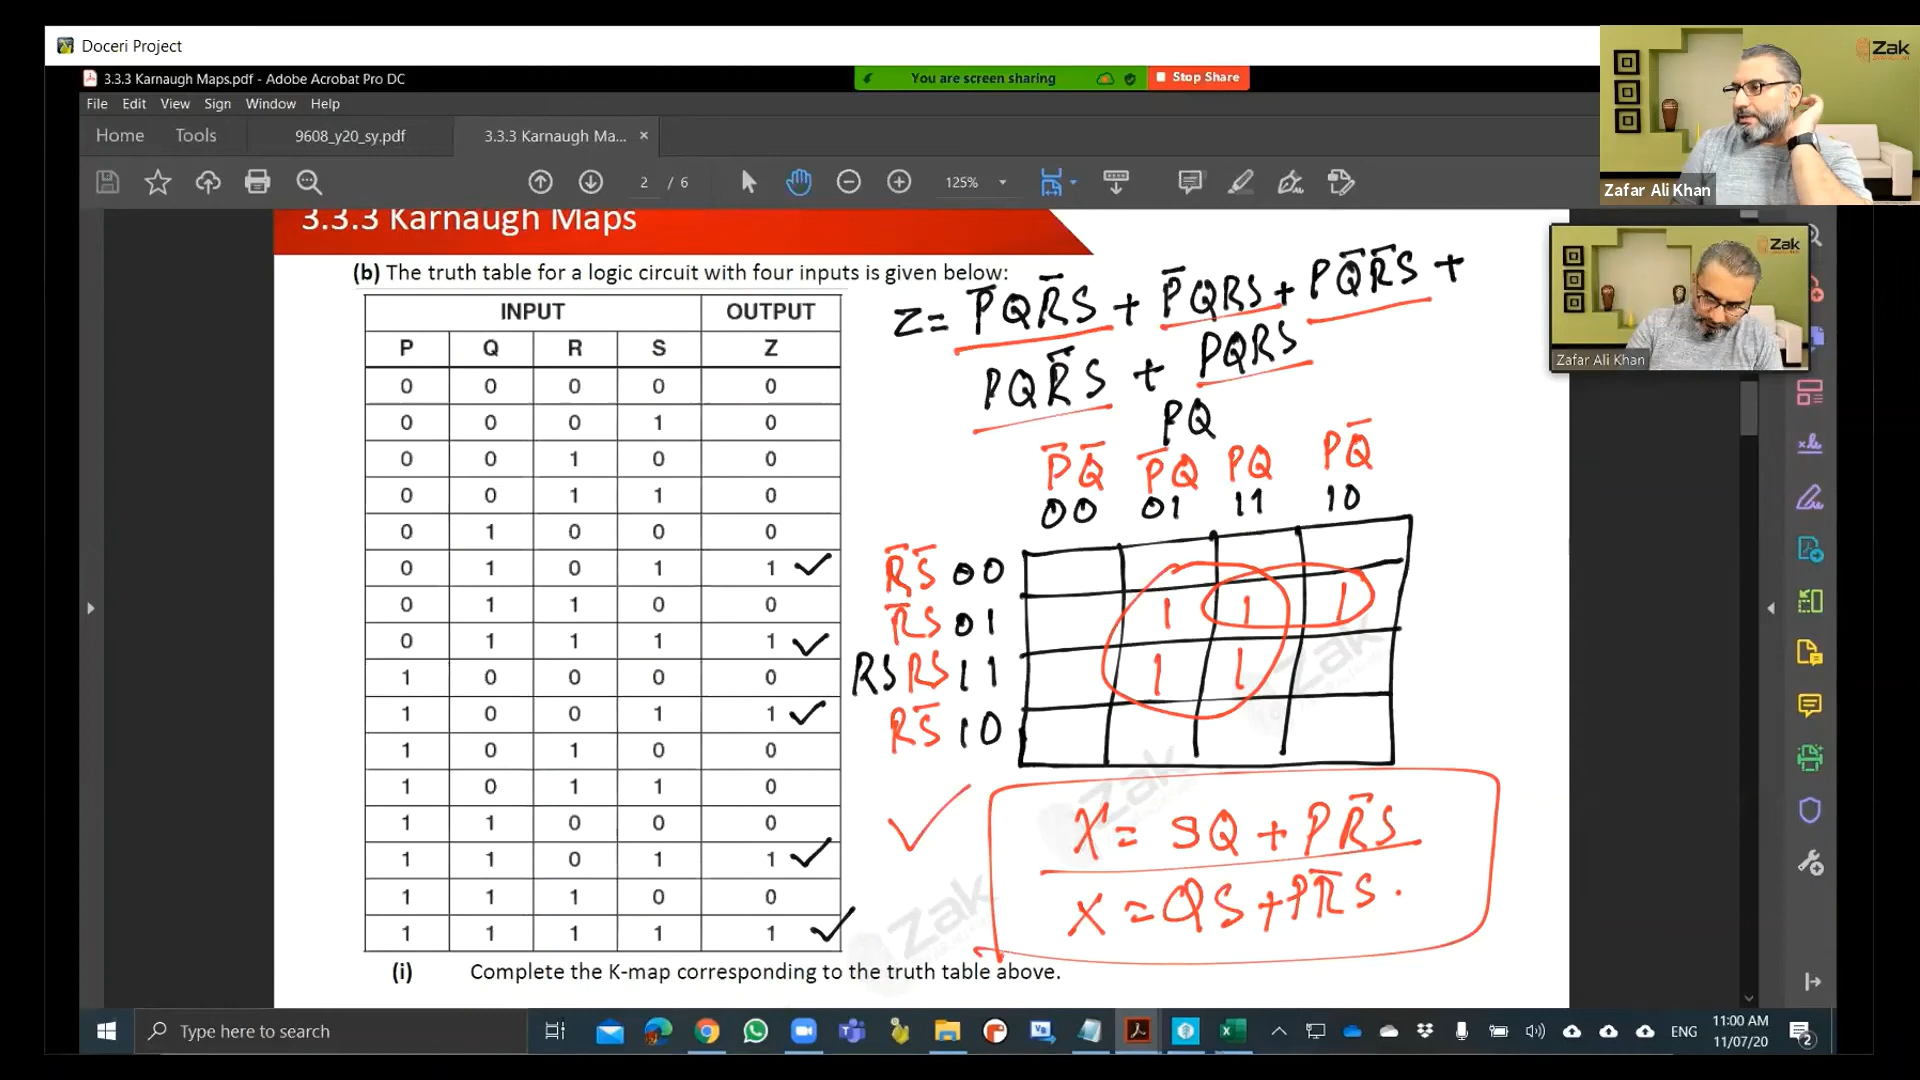 Doceri Project
3.3.3 Karnaugh Maps.pdf - Adobe Acrobat Pro DC
You are screen sharing
Stop Share
File Edit View Sign Window Help
Home Tools 9608_y20_sy.pdf 3.3.3 Karnaugh Ma... ×
2 / 6 125%
Zak
Zafar Ali Khan
Zak
Zafar Ali Khan
3.3.3 Karnaugh Maps
(b) The truth table for a logic circuit with four inputs is given below:
INPUT OUTPUT
P Q R S Z
0 0 0 0 0
0 0 0 1 0
0 0 1 0 0
0 0 1 1 0
0 1 0 0 0
0 1 0 1 1 ✓
0 1 1 0 0
0 1 1 1 1 ✓
1 0 0 0 0
1 0 0 1 1 ✓
1 0 1 0 0
1 0 1 1 0
1 1 0 0 0
1 1 0 1 1 ✓
1 1 1 0 0
1 1 1 1 1 ✓
Z= P̅QR̅S + P̅QRS + PQ̅R̅S +
PQR̅S + PQRS
PQ
P̅Q̅ P̅Q PQ PQ̅
00 01 11 10
R̅S̅ 00
R̅S 01 1 1 1
RS RS 11 1 1
RS̅ 10
X = SQ + PR̅S
X = QS + PR̅S.
Zak
Zak
Zak
(i) Complete the K-map corresponding to the truth table above.
Type here to search
ENG
11:00 AM
11/07/20
2